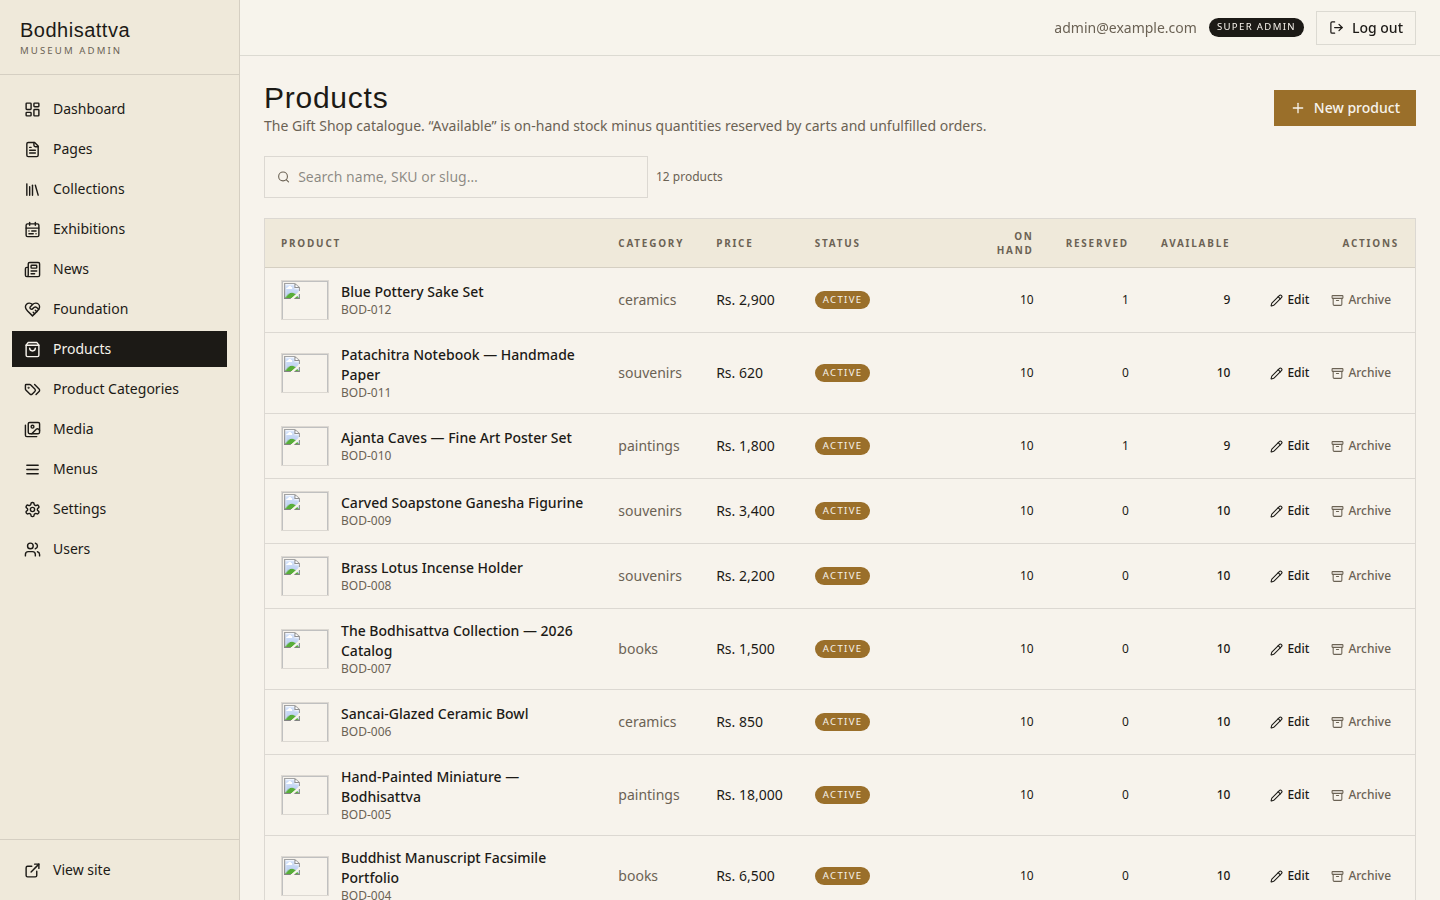 Bodhisattva
MUSEUM ADMIN
admin@example.com
SUPER ADMIN
Log out
Dashboard
Pages
Collections
Exhibitions
News
Foundation
Products
Product Categories
Media
Menus
Settings
Users
View site
Products
The Gift Shop catalogue. “Available” is on-hand stock minus quantities reserved by carts and unfulfilled orders.
New product
Search name, SKU or slug...
12 products
PRODUCT CATEGORY PRICE STATUS ON HAND RESERVED AVAILABLE ACTIONS
Blue Pottery Sake Set
BOD-012
ceramics Rs. 2,900 ACTIVE 10 1 9 Edit Archive
Patachitra Notebook — Handmade
Paper
BOD-011
souvenirs Rs. 620 ACTIVE 10 0 10 Edit Archive
Ajanta Caves — Fine Art Poster Set
BOD-010
paintings Rs. 1,800 ACTIVE 10 1 9 Edit Archive
Carved Soapstone Ganesha Figurine
BOD-009
souvenirs Rs. 3,400 ACTIVE 10 0 10 Edit Archive
Brass Lotus Incense Holder
BOD-008
souvenirs Rs. 2,200 ACTIVE 10 0 10 Edit Archive
The Bodhisattva Collection — 2026
Catalog
BOD-007
books Rs. 1,500 ACTIVE 10 0 10 Edit Archive
Sancai-Glazed Ceramic Bowl
BOD-006
ceramics Rs. 850 ACTIVE 10 0 10 Edit Archive
Hand-Painted Miniature —
Bodhisattva
BOD-005
paintings Rs. 18,000 ACTIVE 10 0 10 Edit Archive
Buddhist Manuscript Facsimile
Portfolio
BOD-004
books Rs. 6,500 ACTIVE 10 0 10 Edit Archive